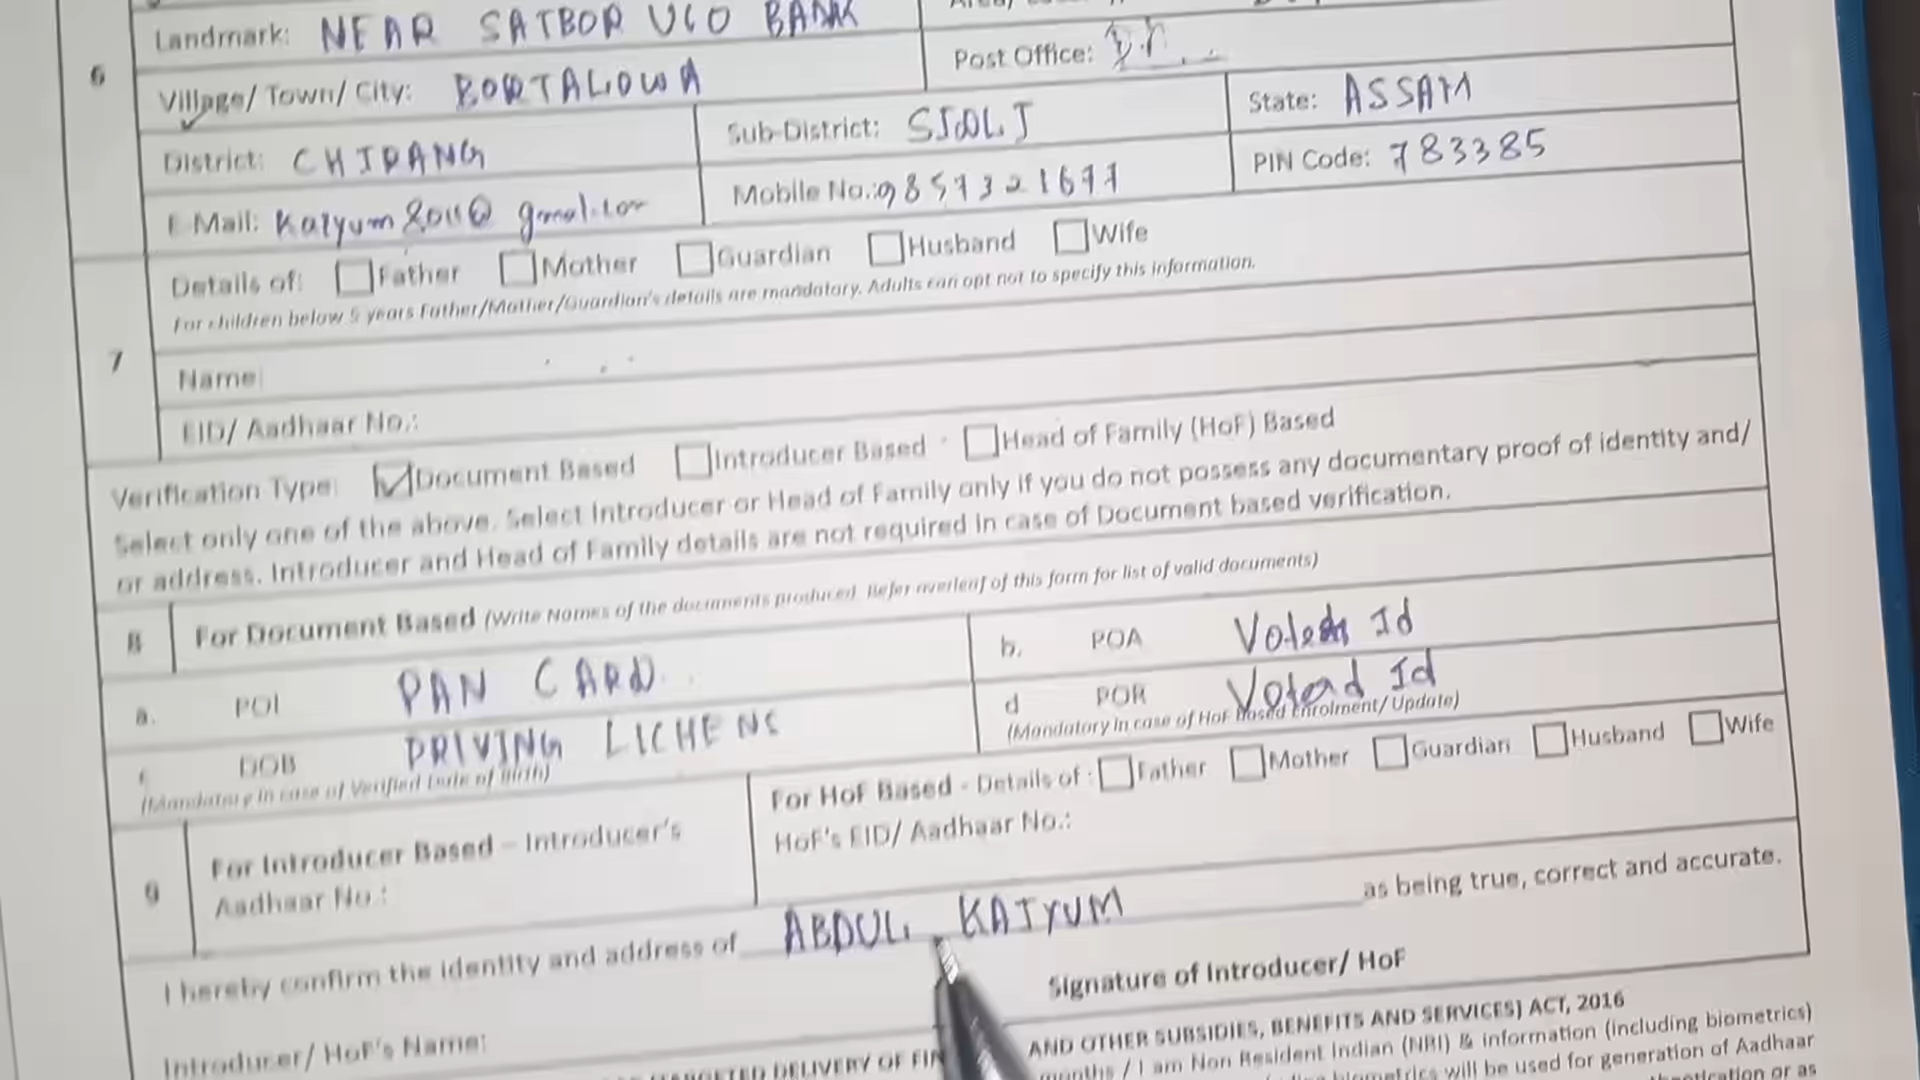 Landmark: NEAR SATBOR UCO BANK
6
Post Office:
Village/ Town/ City: BORTALOWA
State: ASSAM
Sub-District: SIDLI
District: CHIRANG
PIN Code: 783385
Mobile No.: 9857321677
E-Mail: Kaiyum2011@gmail.com
Details of: Father Mother Guardian Husband Wife
For children below 5 years Father/Mother/Guardian's details are mandatory. Adults can opt not to specify this information.
7
Name:
EID/ Aadhaar No.:
Verification Type: Document Based Introducer Based Head of Family (HoF) Based
Select only one of the above. Select Introducer or Head of Family only if you do not possess any documentary proof of identity and/
or address. Introducer and Head of Family details are not required in case of Document based verification.
8 For Document Based (Write Names of the documents produced. Refer overleaf of this form for list of valid documents)
a. POI PAN CARD
b. POA Id
c DOB DRIVING LICHENS
(Mandatory in case of Verified Date of Birth)
d POR Id
(Mandatory in case of HoF Based Enrolment/ Update)
9
For Introducer Based – Introducer's
Aadhaar No.:
For HoF Based - Details of : Father Mother Guardian Husband Wife
HoF's EID/ Aadhaar No.:
I hereby confirm the identity and address of ABDUL KAIYUM as being true, correct and accurate.
Introducer/ HoF's Name:
Signature of Introducer/ HoF
TARGETED DELIVERY OF FIN AND OTHER SUBSIDIES, BENEFITS AND SERVICES) ACT, 2016
months / I am Non Resident Indian (NRI) & information (including biometrics)
biometrics will be used for generation of Aadhaar
or as